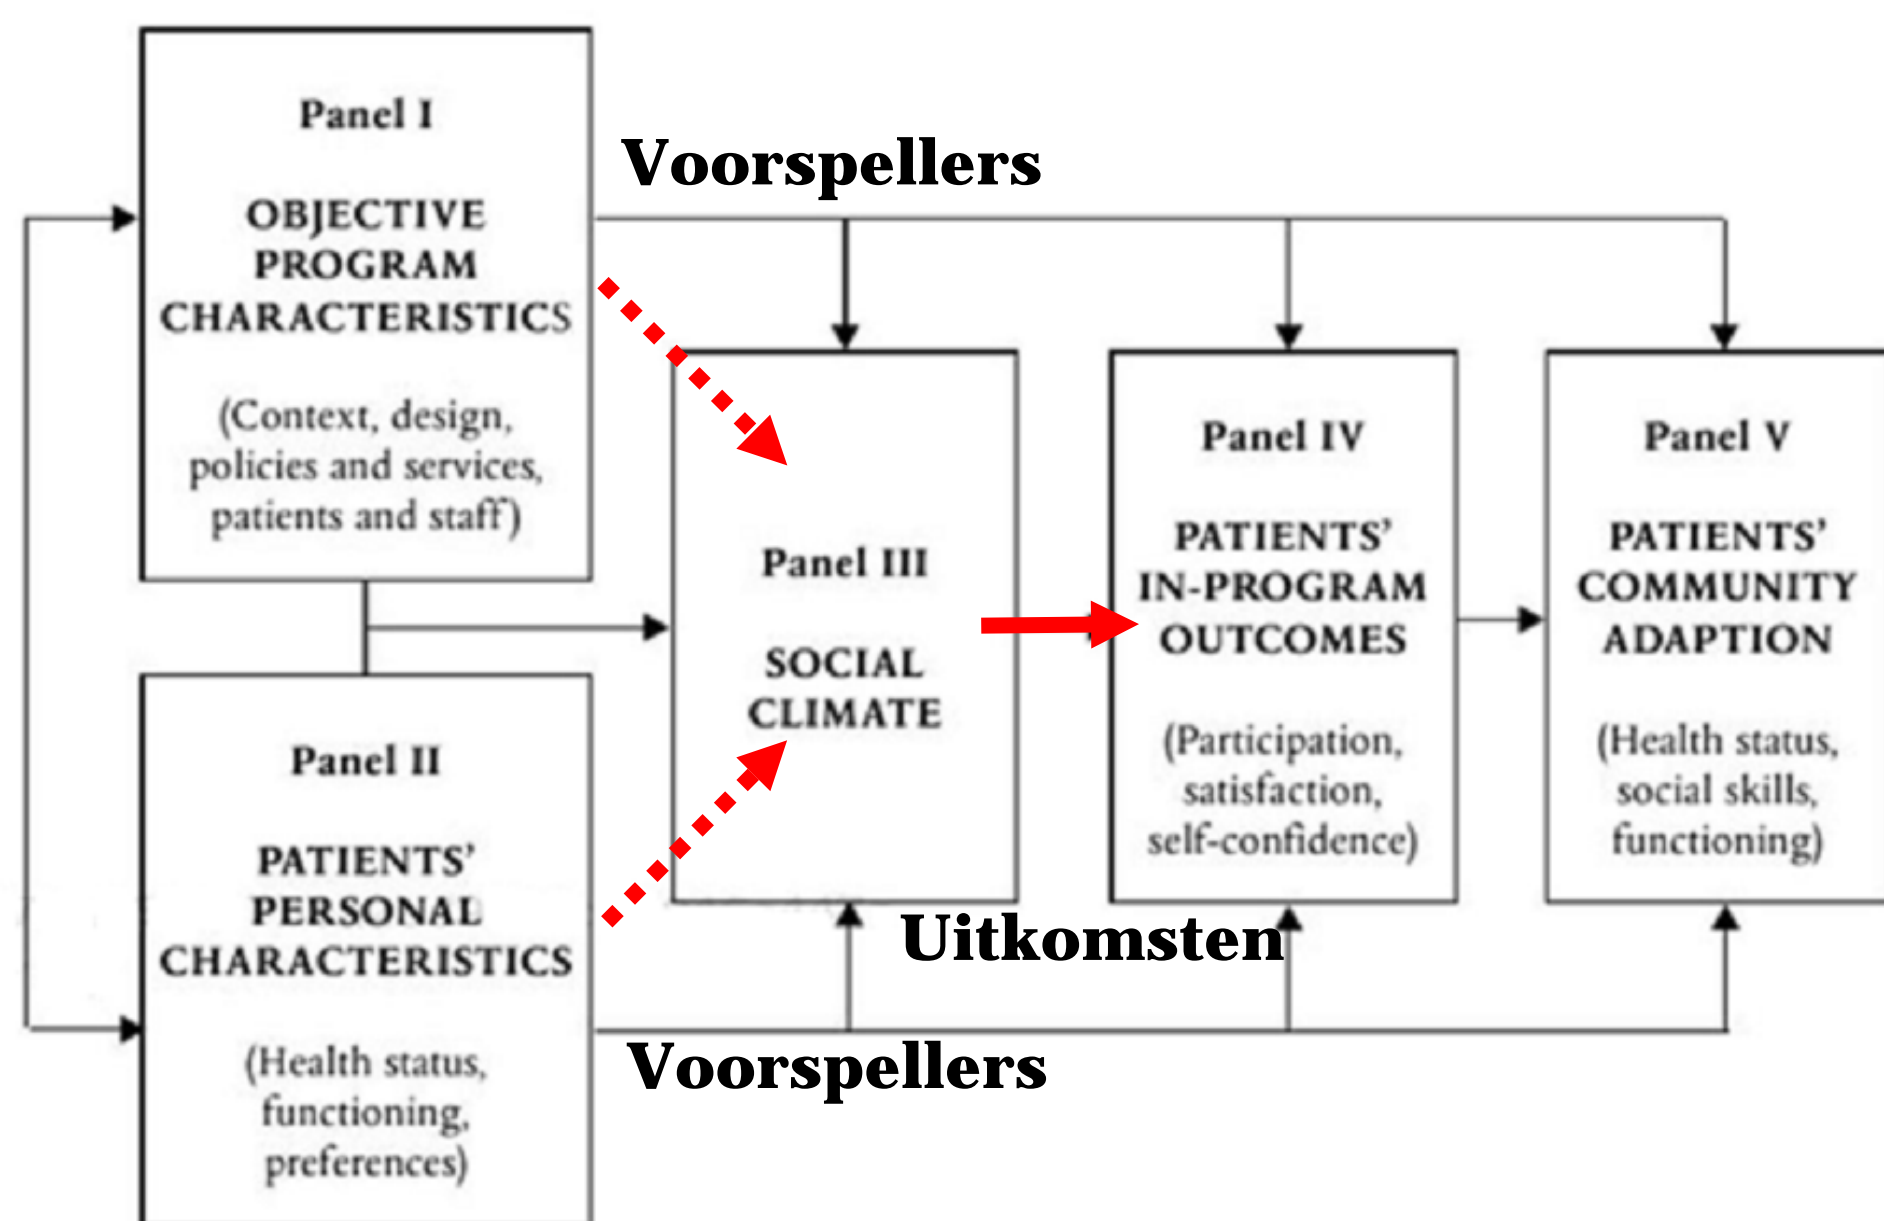 Panel I
OBJECTIVE
PROGRAM
CHARACTERISTICS
(Context, design,
policies and services,
patients and staff)
Voorspellers
Panel II
PATIENTS’
PERSONAL
CHARACTERISTICS
(Health status,
functioning,
preferences)
Voorspellers
Panel III
SOCIAL
CLIMATE
Uitkomsten
Panel IV
PATIENTS’
IN-PROGRAM
OUTCOMES
(Participation,
satisfaction,
self-confidence)
Panel V
PATIENTS’
COMMUNITY
ADAPTION
(Health status,
social skills,
functioning)